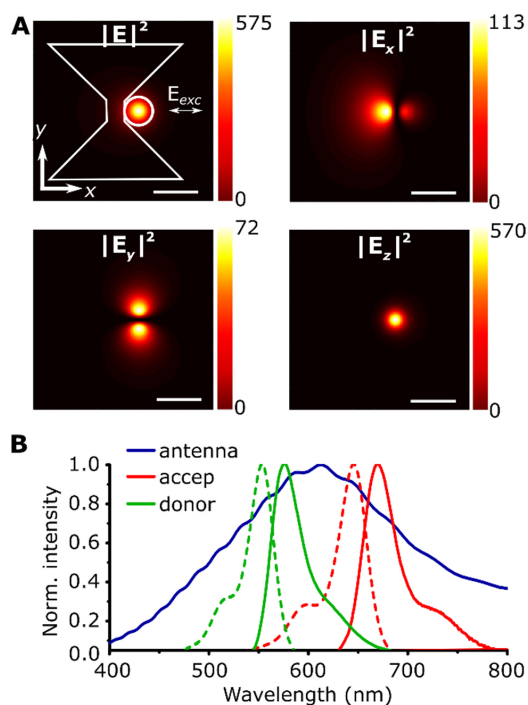 A
|E|²
575
0
E_exc
y
x
|E_x|²
113
0
|E_y|²
72
0
|E_z|²
570
0
B
antenna
accep
donor
Norm. intensity
1.0
0.8
0.6
0.4
0.2
0.0
400 500 600 700 800
Wavelength (nm)